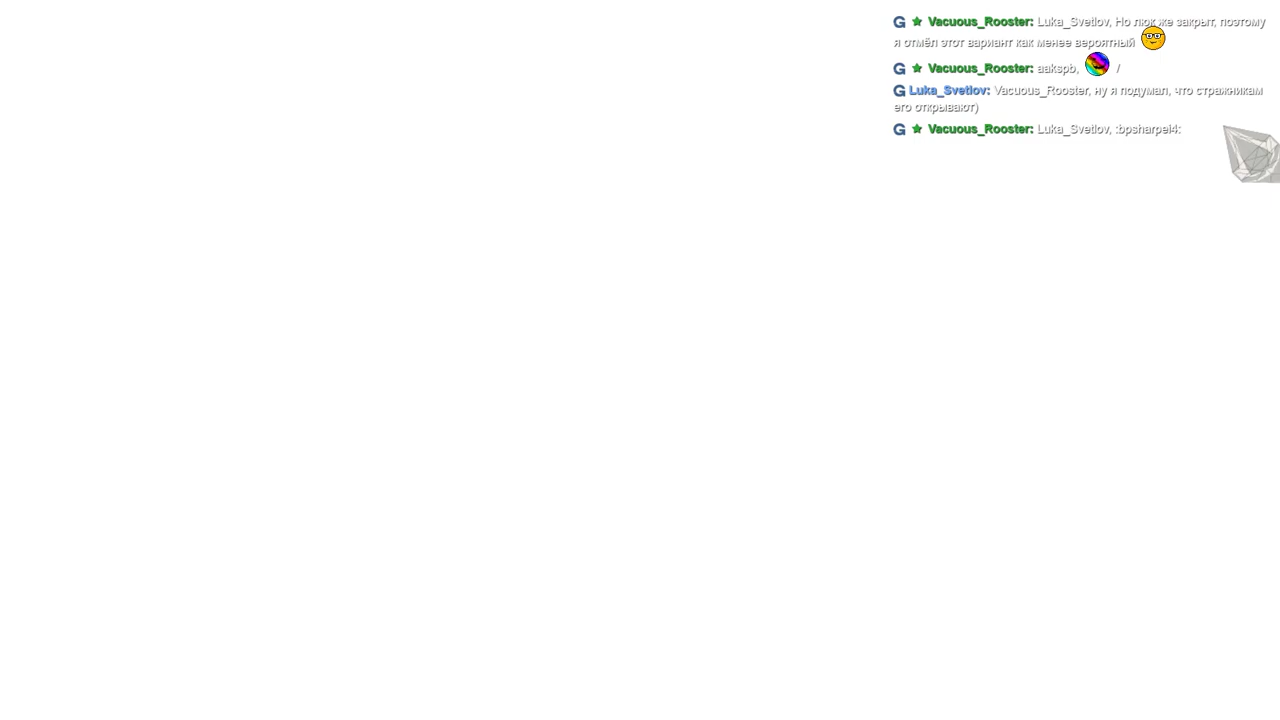 G ★ Vacuous_Rooster: Luka_Svetlov, Но люк же закрыт, поэтому
я отмёл этот вариант как менее вероятный
G ★ Vacuous_Rooster: aakspb, /
G Luka_Svetlov: Vacuous_Rooster, ну я подумал, что стражникам
его открывают)
G ★ Vacuous_Rooster: Luka_Svetlov, :bpsharpei4: